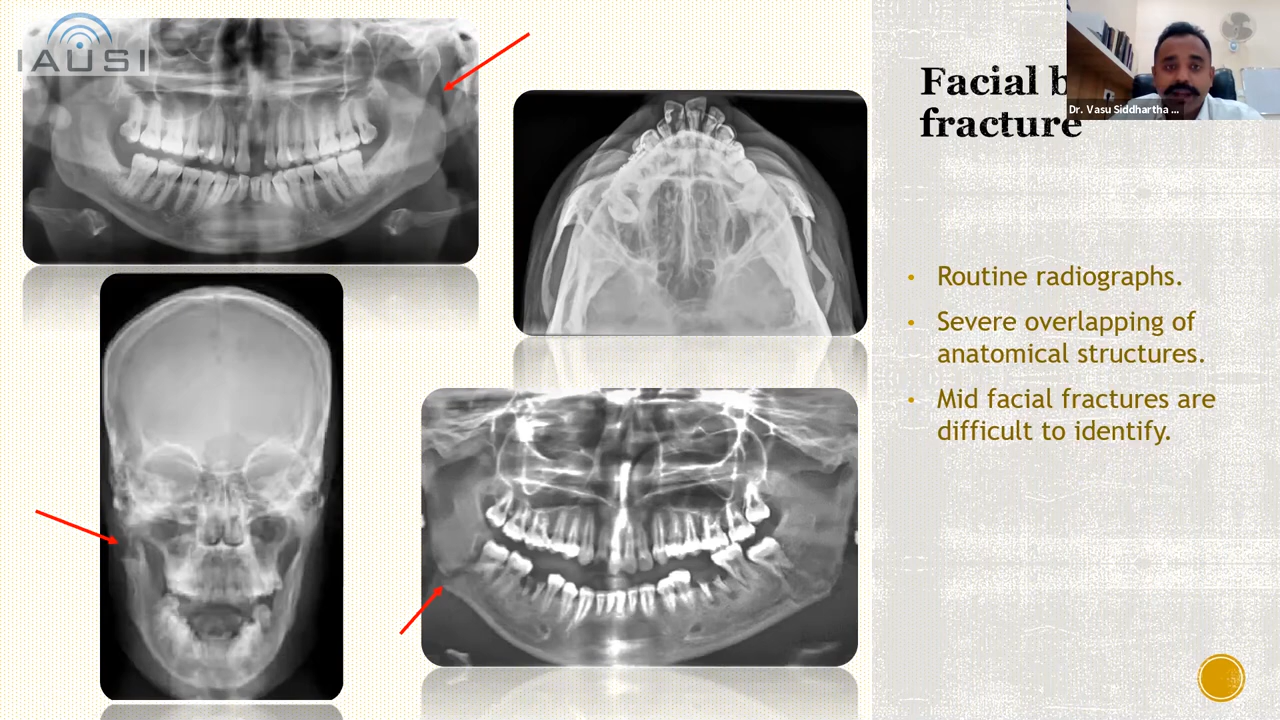 IAUSI
Facial b
fracture
Dr. Vasu Siddhartha ...
• Routine radiographs.
• Severe overlapping of
anatomical structures.
• Mid facial fractures are
difficult to identify.